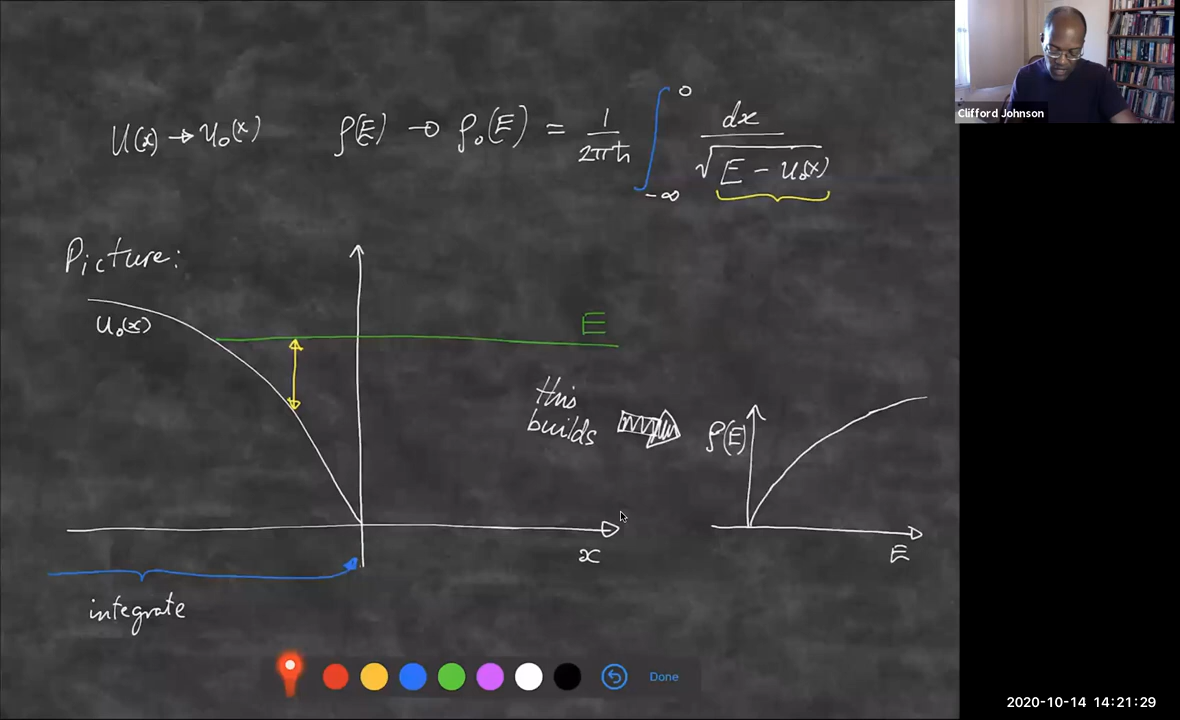 U(x) → u₀(x)   ρ(E) → ρ₀(E) = 1/(2πħ) ∫_{-∞}^{0} dx/√(E - u₀(x))
Picture:
u₀(x)
E
this
builds
ρ(E)
E
x
integrate
Done
Clifford Johnson
2020-10-14 14:21:29